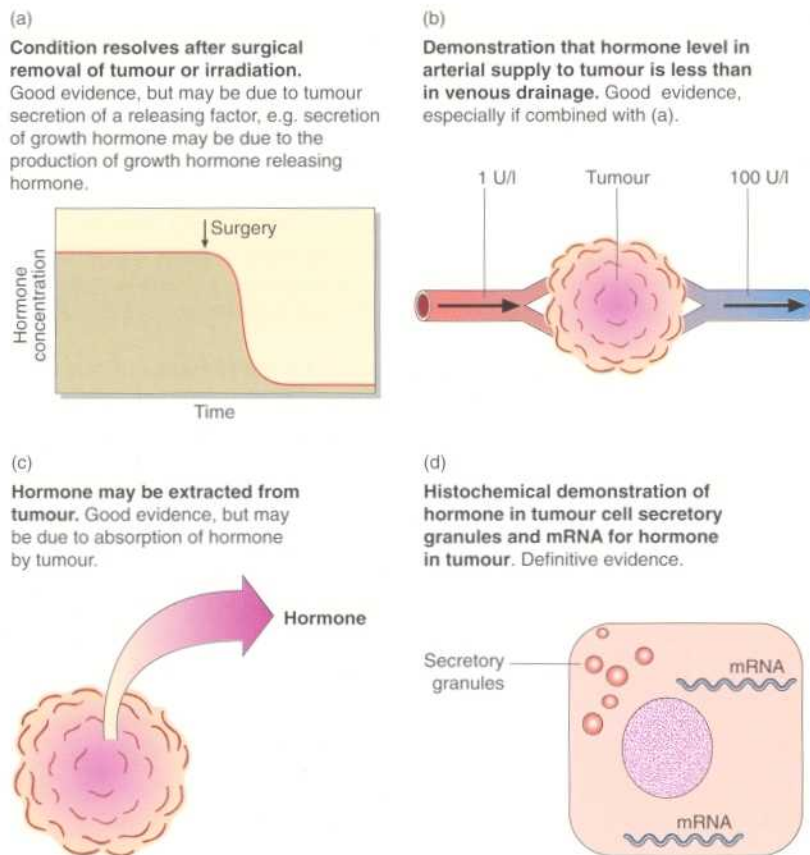 (a)
Condition resolves after surgical
removal of tumour or irradiation.
Good evidence, but may be due to tumour
secretion of a releasing factor, e.g. secretion
of growth hormone may be due to the
production of growth hormone releasing
hormone.
Surgery
Hormone
concentration
Time
(b)
Demonstration that hormone level in
arterial supply to tumour is less than
in venous drainage. Good evidence,
especially if combined with (a).
1 U/l
Tumour
100 U/l
(c)
Hormone may be extracted from
tumour. Good evidence, but may
be due to absorption of hormone
by tumour.
Hormone
(d)
Histochemical demonstration of
hormone in tumour cell secretory
granules and mRNA for hormone
in tumour. Definitive evidence.
Secretory
granules
mRNA
mRNA